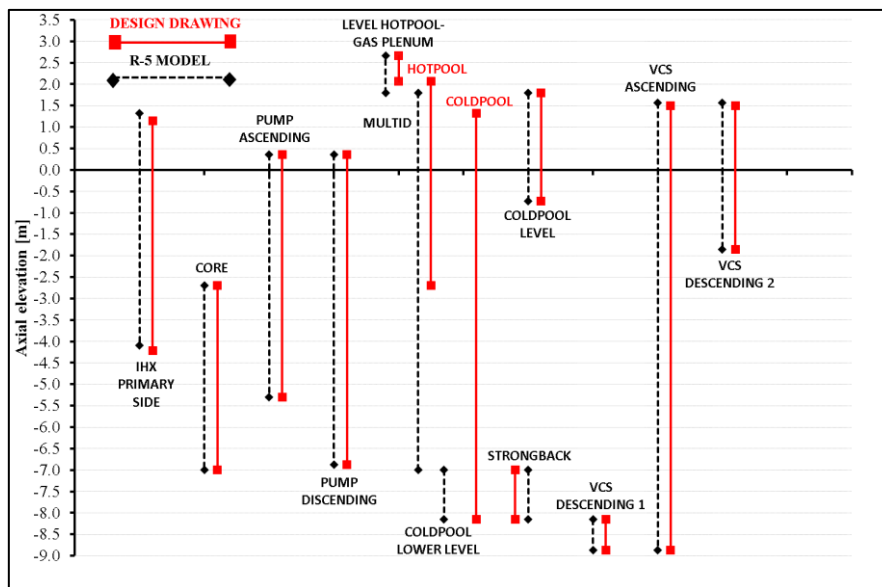 DESIGN DRAWING
R-5 MODEL
LEVEL HOTPOOL-
GAS PLENUM
HOTPOOL
COLDPOOL
MULTID
PUMP
ASCENDING
VCS
ASCENDING
COLDPOOL
LEVEL
VCS
DESCENDING 2
CORE
IHX
PRIMARY
SIDE
PUMP
DISCENDING
STRONGBACK
COLDPOOL
LOWER LEVEL
VCS
DESCENDING 1
Axial elevation [m]
3.5
3.0
2.5
2.0
1.5
1.0
0.5
0.0
-0.5
-1.0
-1.5
-2.0
-2.5
-3.0
-3.5
-4.0
-4.5
-5.0
-5.5
-6.0
-6.5
-7.0
-7.5
-8.0
-8.5
-9.0